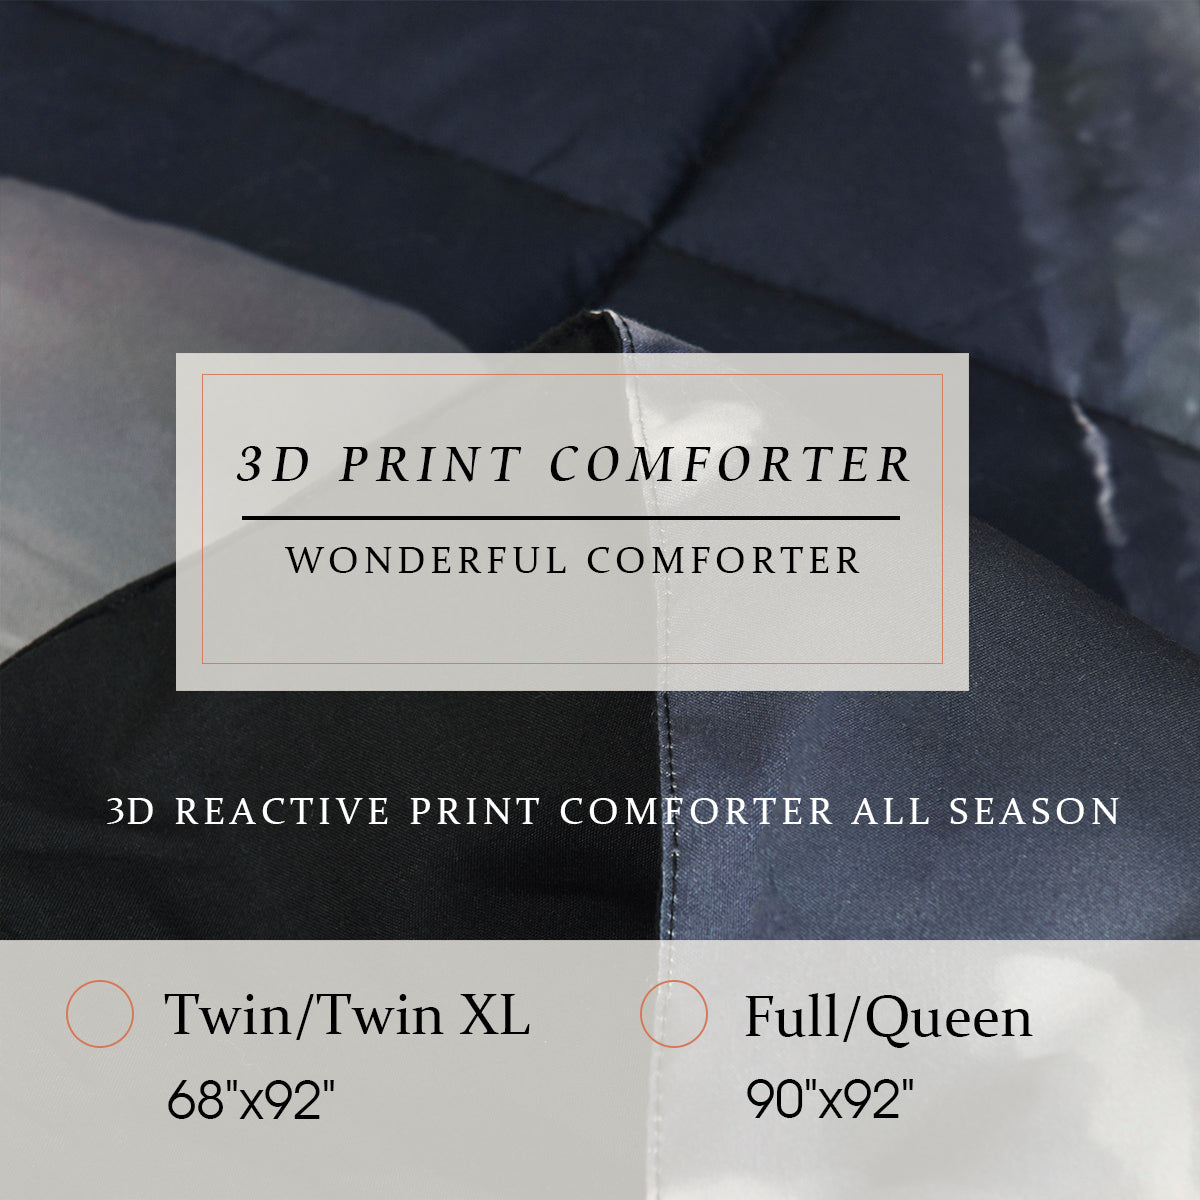 3D PRINT COMFORTER
WONDERFUL COMFORTER
3D REACTIVE PRINT COMFORTER ALL SEASON
Twin/Twin XL
68"x92"
Full/Queen
90"x92"